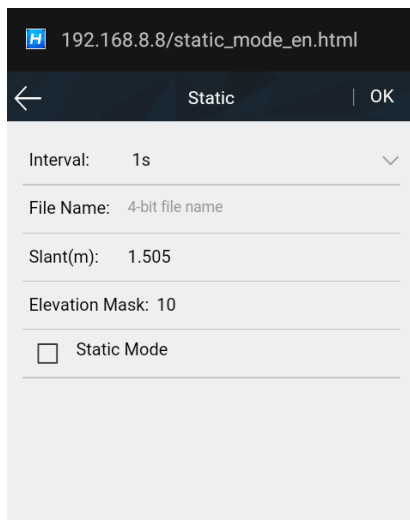 H 192.168.8.8/static_mode_en.html
Static | OK
Interval: 1s
File Name: 4-bit file name
Slant(m): 1.505
Elevation Mask: 10
Static Mode